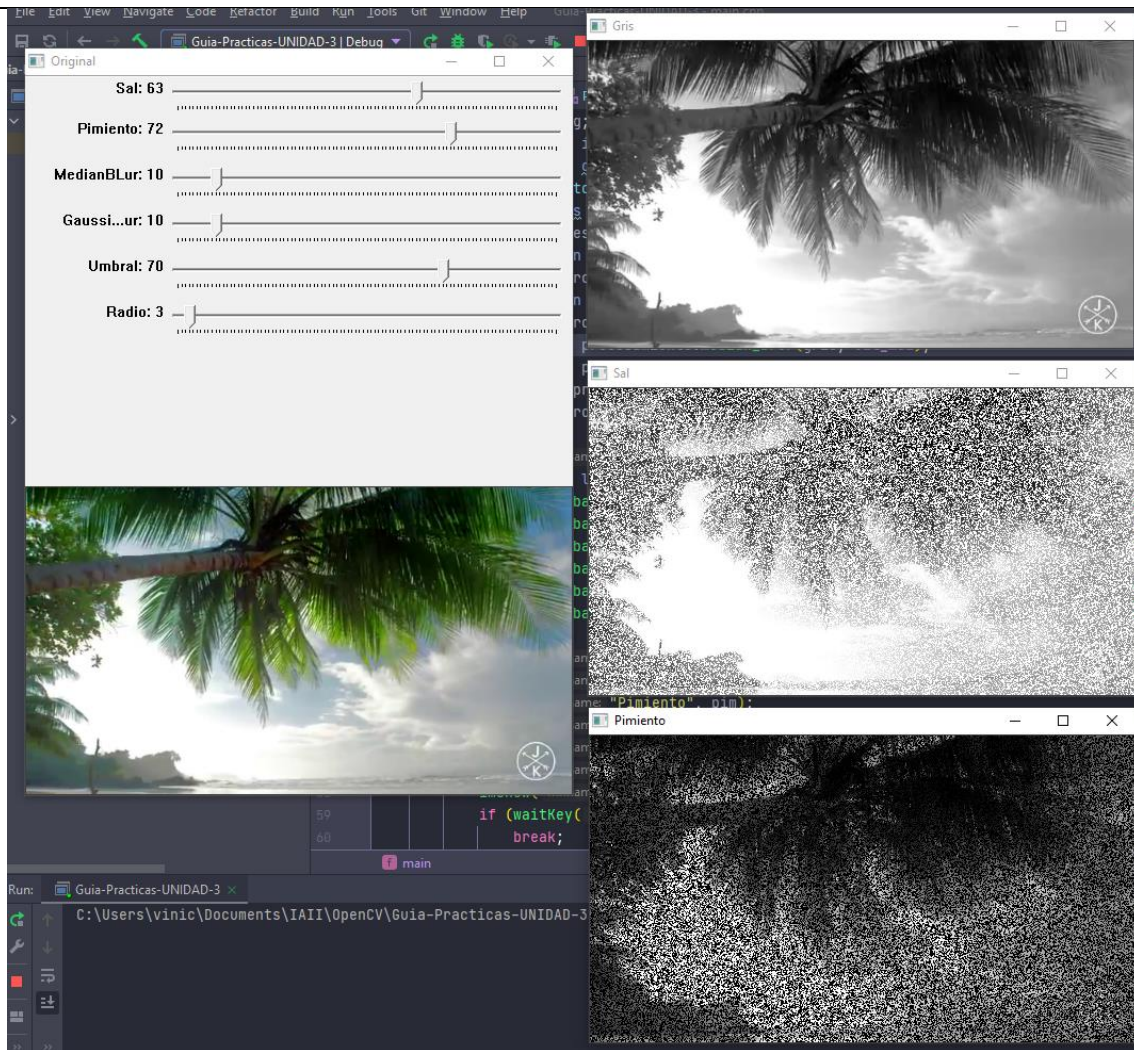 File Edit View Navigate Code Refactor Build Run Tools Git Window Help
Guia-Practicas-UNIDAD-3 | Debug
Original
Sal: 63
Pimiento: 72
MedianBLur: 10
Gaussi...ur: 10
Umbral: 70
Radio: 3
J
K
Gris
J
K
Sal
"Pimiento", pim);
Pimiento
59 if (waitKey(
60 break;
f main
Run: Guia-Practicas-UNIDAD-3
C:\Users\vinic\Documents\IAII\OpenCV\Guia-Practicas-UNIDAD-3